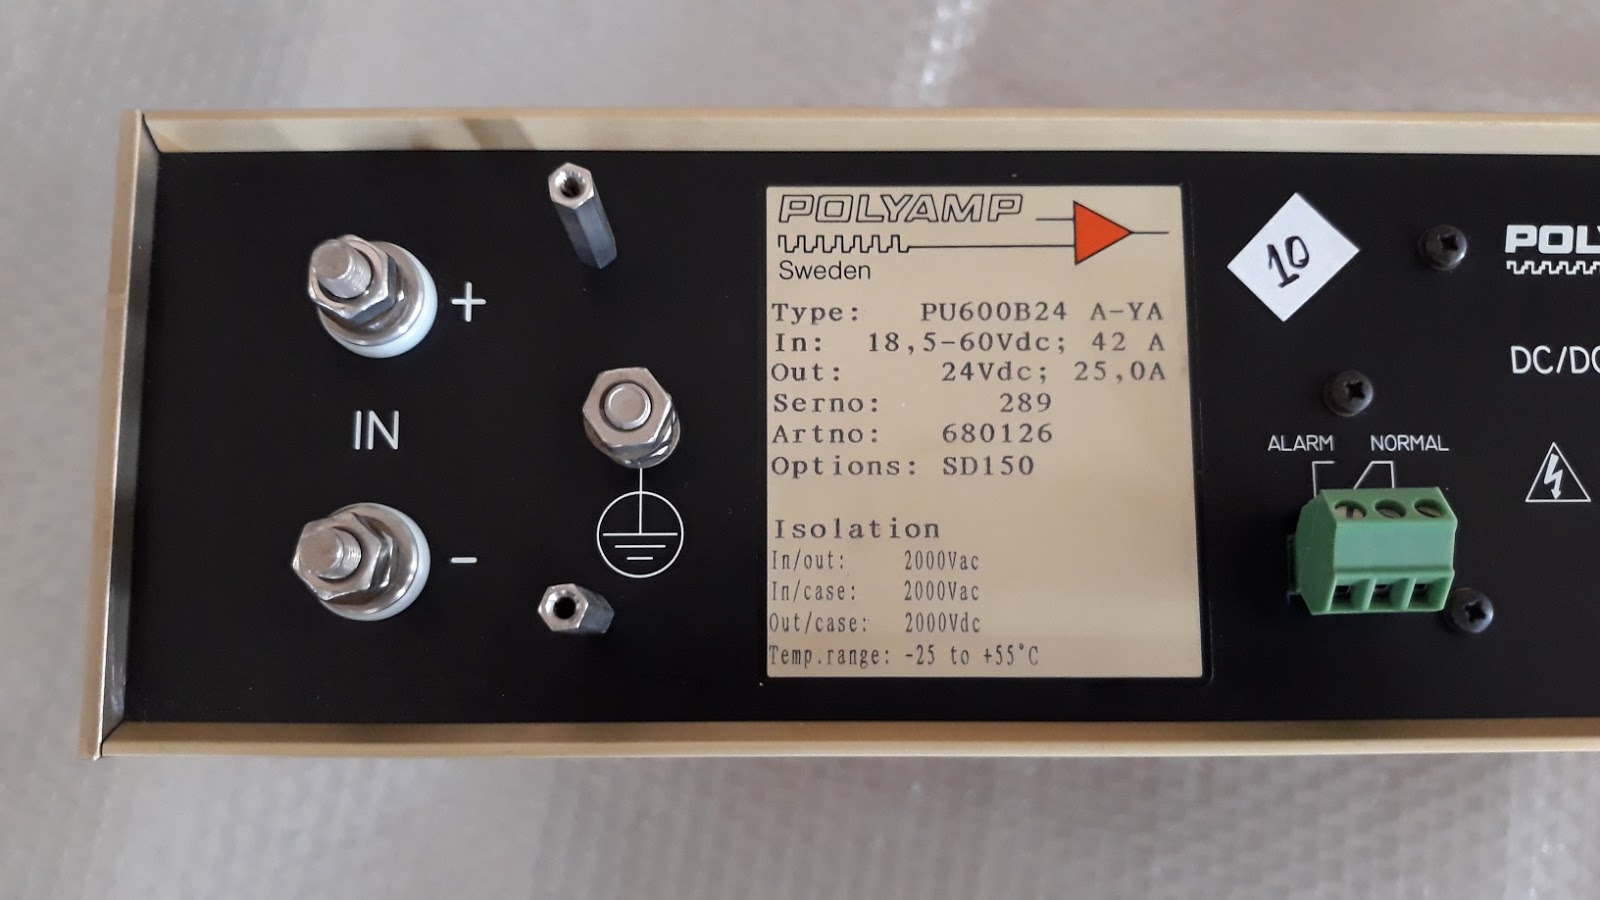 +
IN
-
POLYAMP
Sweden
Type: PU600B24 A-YA
In: 18,5-60Vdc; 42 A
Out: 24Vdc; 25,0A
Serno: 289
Artno: 680126
Options: SD150
Isolation
In/out: 2000Vac
In/case: 2000Vac
Out/case: 2000Vdc
Temp.range: -25 to +55°C
10
ALARM NORMAL
POL
DC/DC